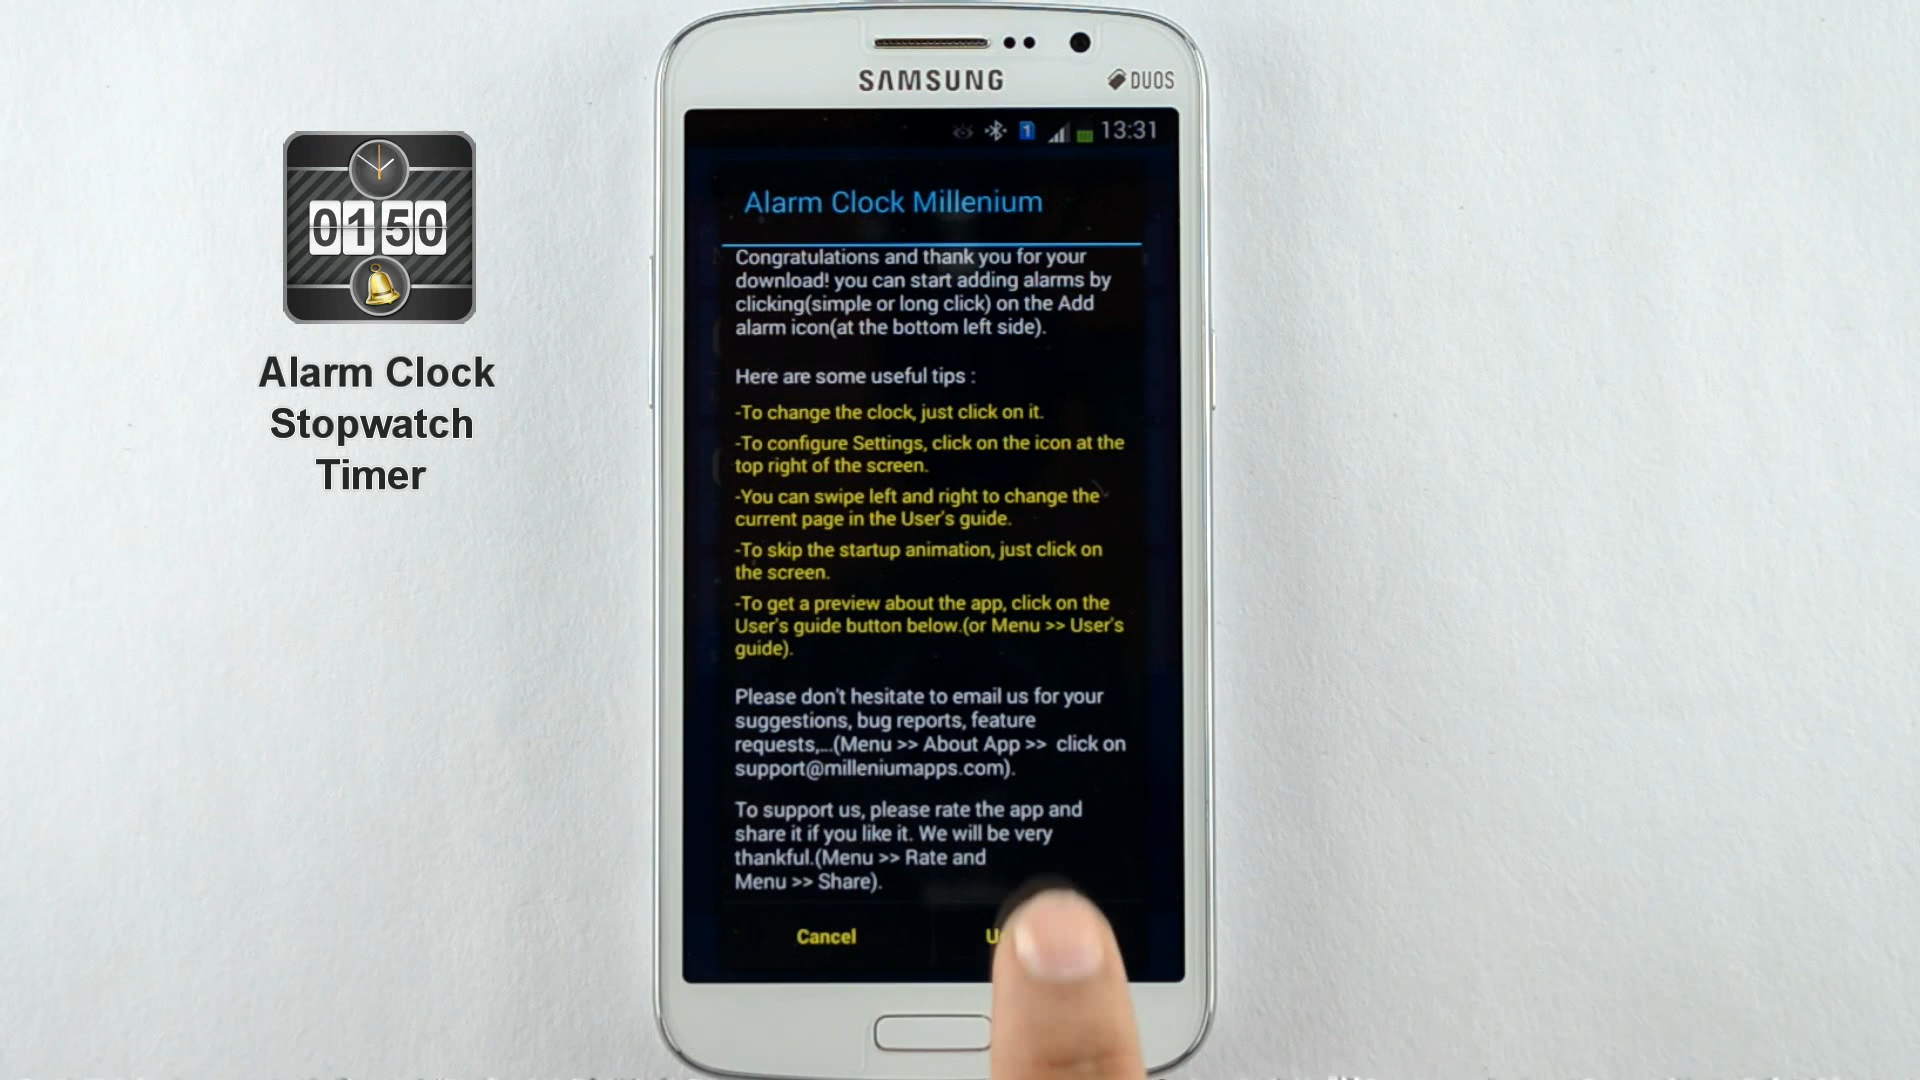 SAMSUNG
DUOS
1
13:31
01 50
Alarm Clock
Stopwatch
Timer
Alarm Clock Millenium
Congratulations and thank you for your
download! you can start adding alarms by
clicking(simple or long click) on the Add
alarm icon(at the bottom left side).
Here are some useful tips :
-To change the clock, just click on it.
-To configure Settings, click on the icon at the
top right of the screen.
-You can swipe left and right to change the
current page in the User's guide.
-To skip the startup animation, just click on
the screen.
-To get a preview about the app, click on the
User's guide button below.(or Menu >> User's
guide).
Please don't hesitate to email us for your
suggestions, bug reports, feature
requests,...(Menu >> About App >> click on
support@milleniumapps.com).
To support us, please rate the app and
share it if you like it. We will be very
thankful.(Menu >> Rate and
Menu >> Share).
Cancel